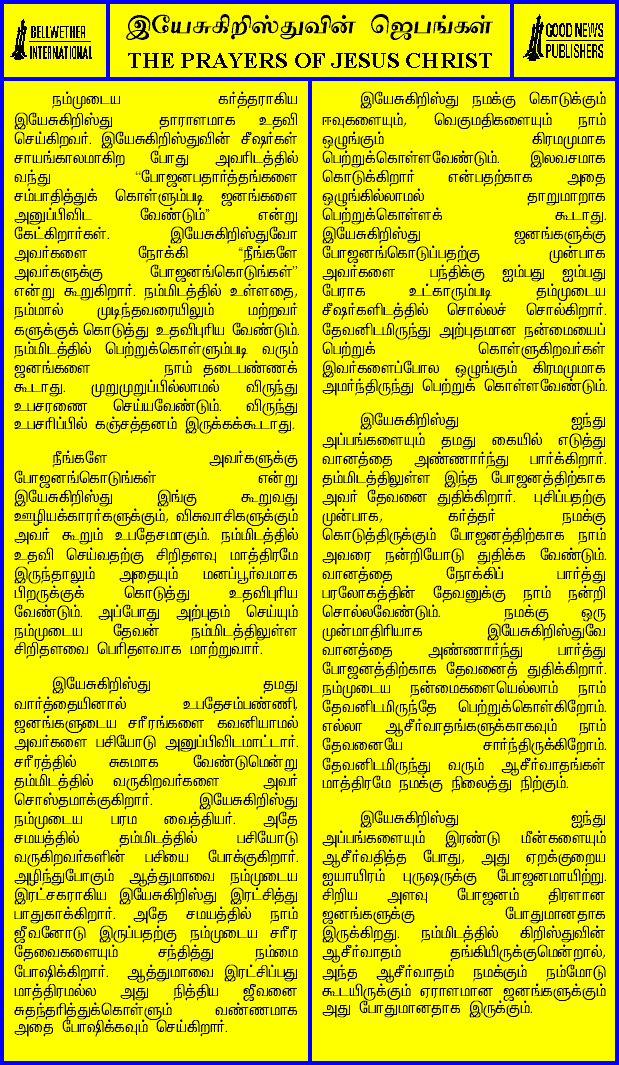 BELLWETHER
INTERNATIONAL
இயேசுகிறிஸ்துவின் ஜெபங்கள்
THE PRAYERS OF JESUS CHRIST
GOOD NEWS
PUBLISHERS
நம்முடைய கர்த்தராகிய
இயேசுகிறிஸ்து தாராளமாக உதவி
செய்கிறவர். இயேசுகிறிஸ்துவின் சீஷர்கள்
சாயங்காலமாகிற போது அவரிடத்தில்
வந்து “போஜனபதார்த்தங்களை
சம்பாதித்துக் கொள்ளும்படி ஜனங்களை
அனுப்பிவிட வேண்டும்” என்று
கேட்கிறார்கள். இயேசுகிறிஸ்துவோ
அவர்களை நோக்கி “நீங்களே
அவர்களுக்கு போஜனங்கொடுங்கள்”
என்று கூறுகிறார். நம்மிடத்தில் உள்ளதை,
நம்மால் முடிந்தவரையிலும் மற்றவர்
களுக்குக் கொடுத்து உதவிபுரிய வேண்டும்.
நம்மிடத்தில் பெற்றுக்கொள்ளும்படி வரும்
ஜனங்களை நாம் தடைபண்ணக்
கூடாது. முறுமுறுப்பில்லாமல் விருந்து
உபசரணை செய்யவேண்டும். விருந்து
உபசரிப்பில் கஞ்சத்தனம் இருக்கக்கூடாது.
நீங்களே அவர்களுக்கு
போஜனங்கொடுங்கள் என்று
இயேசுகிறிஸ்து இங்கு கூறுவது
ஊழியக்காரர்களுக்கும், விசுவாசிகளுக்கும்
அவர் கூறும் உபதேசமாகும். நம்மிடத்தில்
உதவி செய்வதற்கு சிறிதளவு மாத்திரமே
இருந்தாலும் அதையும் மனப்பூர்வமாக
பிறருக்குக் கொடுத்து உதவிபுரிய
வேண்டும். அப்போது அற்புதம் செய்யும்
நம்முடைய தேவன் நம்மிடத்திலுள்ள
சிறிதளவை பெரிதளவாக மாற்றுவார்.
இயேசுகிறிஸ்து தமது
வார்த்தையினால் உபதேசம்பண்ணி,
ஜனங்களுடைய சரீரங்களை கவனியாமல்
அவர்களை பசியோடு அனுப்பிவிடமாட்டார்.
சரீரத்தில் சுகமாக வேண்டுமென்று
தம்மிடத்தில் வருகிறவர்களை அவர்
சொஸ்தமாக்குகிறார். இயேசுகிறிஸ்து
நம்முடைய பரம வைத்தியர். அதே
சமயத்தில் தம்மிடத்தில் பசியோடு
வருகிறவர்களின் பசியை போக்குகிறார்.
அழிந்துபோகும் ஆத்துமாவை நம்முடைய
இரட்சகராகிய இயேசுகிறிஸ்து இரட்சித்து
பாதுகாக்கிறார். அதே சமயத்தில் நாம்
ஜீவனோடு இருப்பதற்கு நம்முடைய சரீர
தேவைகளையும் சந்தித்து நம்மை
போஷிக்கிறார். ஆத்துமாவை இரட்சிப்பது
மாத்திரமல்ல அது நித்திய ஜீவனை
சுதந்தரித்துக்கொள்ளும் வண்ணமாக
அதை போஷிக்கவும் செய்கிறார்.
இயேசுகிறிஸ்து நமக்கு கொடுக்கும்
ஈவுகளையும், வெகுமதிகளையும் நாம்
ஒழுங்கும் கிரமமுமாக
பெற்றுக்கொள்ளவேண்டும். இலவசமாக
கொடுக்கிறார் என்பதற்காக அதை
ஒழுங்கில்லாமல் தாறுமாறாக
பெற்றுக்கொள்ளக் கூடாது.
இயேசுகிறிஸ்து ஜனங்களுக்கு
போஜனங்கொடுப்பதற்கு முன்பாக
அவர்களை பந்திக்கு ஐம்பது ஐம்பது
பேராக உட்காரும்படி தம்முடைய
சீஷர்களிடத்தில் சொல்லச் சொல்கிறார்.
தேவனிடமிருந்து அற்புதமான நன்மையைப்
பெற்றுக் கொள்ளுகிறவர்கள்
இவர்களைப்போல ஒழுங்கும் கிரமமுமாக
அமர்ந்திருந்து பெற்றுக் கொள்ளவேண்டும்.
இயேசுகிறிஸ்து ஐந்து
அப்பங்களையும் தமது கையில் எடுத்து
வானத்தை அண்ணார்ந்து பார்க்கிறார்.
தம்மிடத்திலுள்ள இந்த போஜனத்திற்காக
அவர் தேவனை துதிக்கிறார். புசிப்பதற்கு
முன்பாக, கர்த்தர் நமக்கு
கொடுத்திருக்கும் போஜனத்திற்காக நாம்
அவரை நன்றியோடு துதிக்க வேண்டும்.
வானத்தை நோக்கிப் பார்த்து
பரலோகத்தின் தேவனுக்கு நாம் நன்றி
சொல்லவேண்டும். நமக்கு ஒரு
முன்மாதிரியாக இயேசுகிறிஸ்துவே
வானத்தை அண்ணார்ந்து பார்த்து
போஜனத்திற்காக தேவனைத் துதிக்கிறார்.
நம்முடைய நன்மைகளையெல்லாம் நாம்
தேவனிடமிருந்தே பெற்றுக்கொள்கிறோம்.
எல்லா ஆசீர்வாதங்களுக்காகவும் நாம்
தேவனையே சார்ந்திருக்கிறோம்.
தேவனிடமிருந்து வரும் ஆசீர்வாதங்கள்
மாத்திரமே நமக்கு நிலைத்து நிற்கும்.
இயேசுகிறிஸ்து ஐந்து
அப்பங்களையும் இரண்டு மீன்களையும்
ஆசீர்வதித்த போது, அது ஏறக்குறைய
ஐயாயிரம் புருஷருக்கு போஜனமாயிற்று.
சிறிய அளவு போஜனம் திரளான
ஜனங்களுக்கு போதுமானதாக
இருக்கிறது. நம்மிடத்தில் கிறிஸ்துவின்
ஆசீர்வாதம் தங்கியிருக்குமென்றால்,
அந்த ஆசீர்வாதம் நமக்கும் நம்மோடு
கூடயிருக்கும் ஏராளமான ஜனங்களுக்கும்
அது போதுமானதாக இருக்கும்.